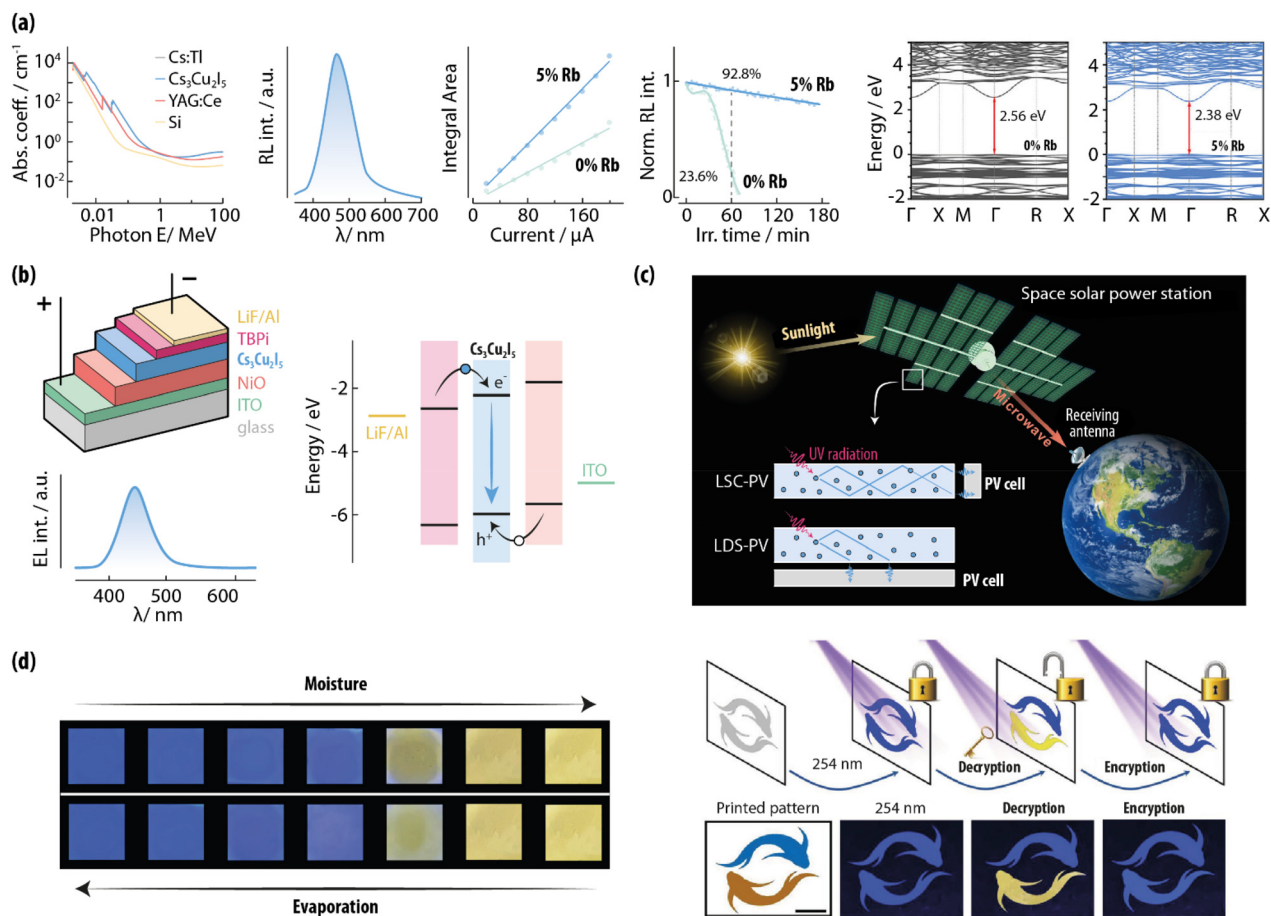 (a)
Abs. coeff. / cm⁻¹
10⁴
10²
10⁰
10⁻²
0.01
1
100
Photon E/ MeV
Cs:Tl
Cs₃Cu₂I₅
YAG:Ce
Si
RL int. / a.u.
400 500 600 700
λ/ nm
Integral Area
5% Rb
0% Rb
0 100 200
Current / μA
Norm. RL int.
1
0
92.8%
5% Rb
23.6%
0% Rb
0 60 120 180
Irr. time / min
Energy / eV
4
2
0
-2
2.56 eV
0% Rb
Γ X M Γ R X
4
2
0
-2
2.38 eV
5% Rb
Γ X M Γ R X
(b)
+
−
LiF/Al
TBPi
Cs₃Cu₂I₅
NiO
ITO
glass
EL int. / a.u.
400 500 600
λ/ nm
Energy / eV
-2
-4
-6
LiF/Al
Cs₃Cu₂I₅
e⁻
h⁺
ITO
(c)
Space solar power station
Sunlight
Microwave
Receiving
antenna
UV radiation
LSC-PV
PV cell
LDS-PV
PV cell
(d)
Moisture
Evaporation
254 nm
Decryption
Encryption
Printed pattern
254 nm
Decryption
Encryption